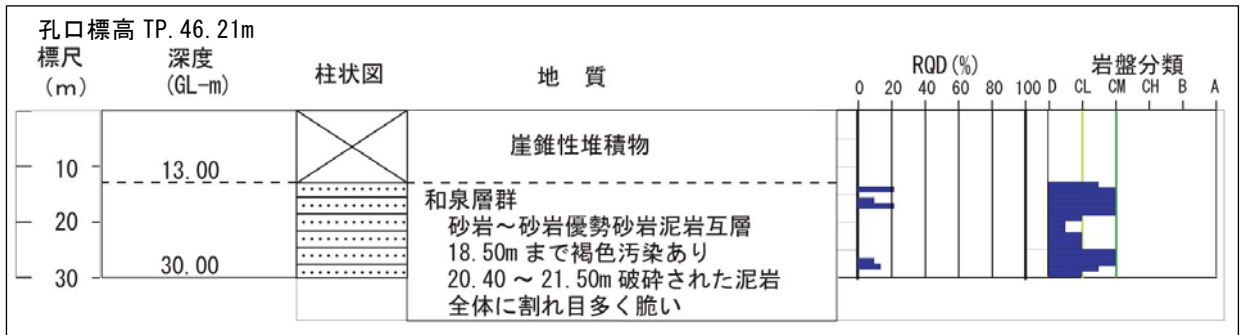 孔口標高 TP. 46.21m
標尺 (m)
深度 (GL-m)
柱状図
地 質
RQD(%)
0 20 40 60 80 100
岩盤分類
D CL CM CH B A
10
20
30
13.00
30.00
崖錐性堆積物
和泉層群
砂岩～砂岩優勢砂岩泥岩互層
18.50m まで褐色汚染あり
20.40 ～ 21.50m 破砕された泥岩
全体に割れ目多く脆い